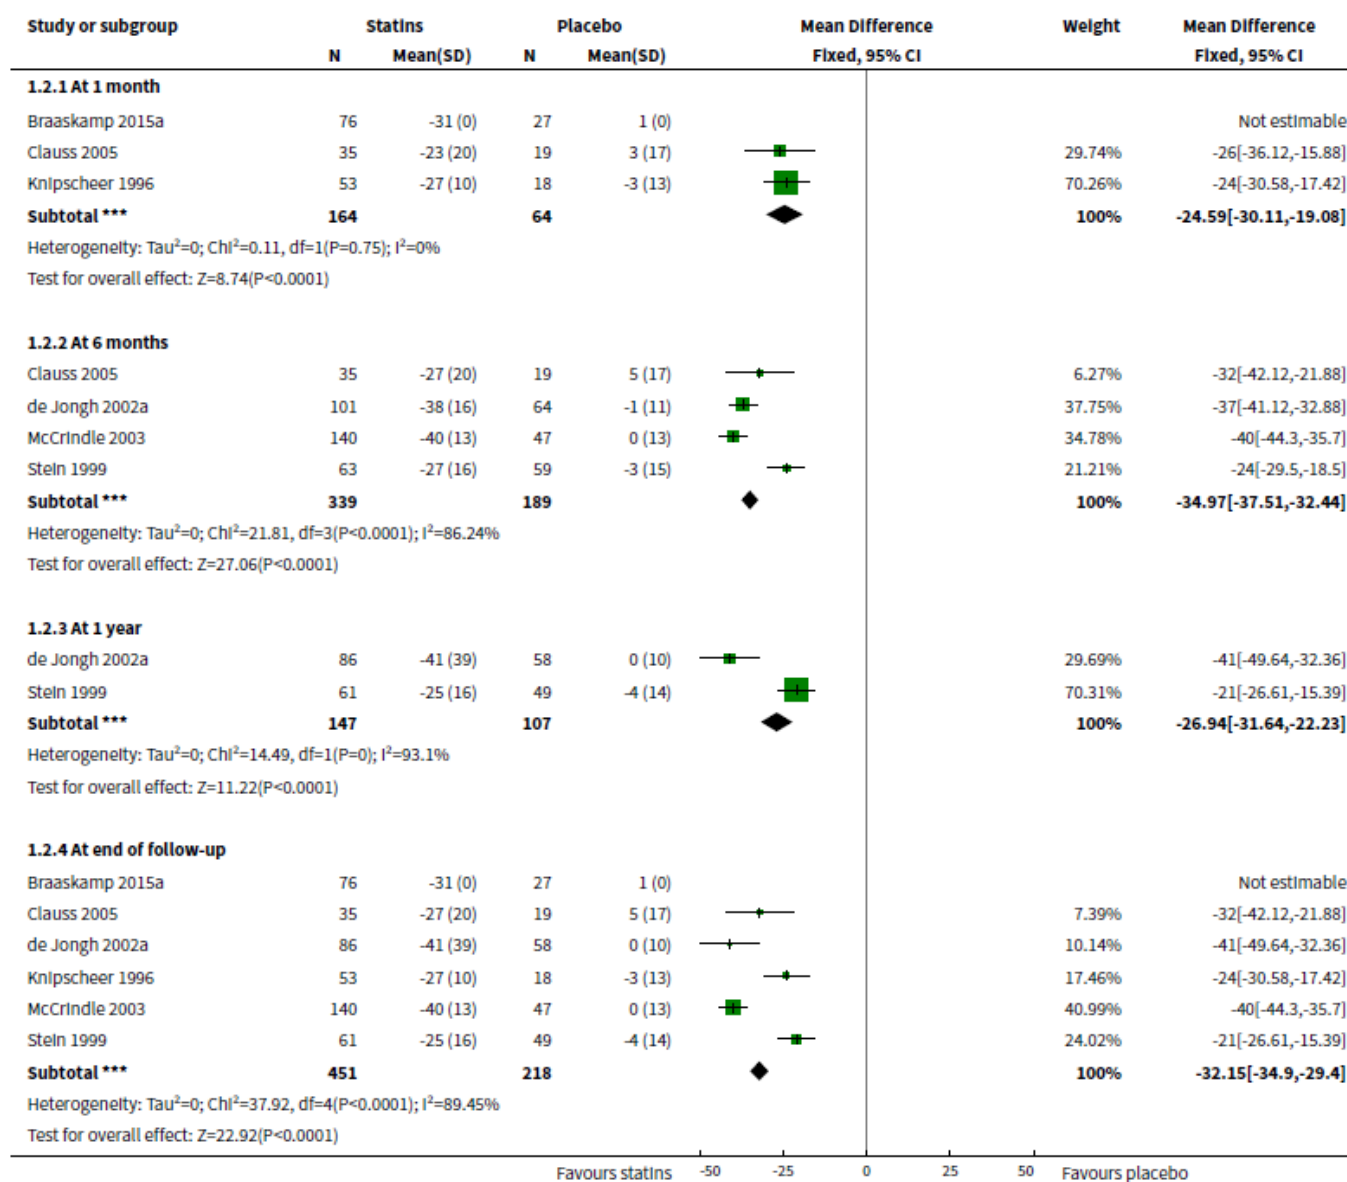 Study or subgroup Statins Placebo Mean Difference Weight Mean Difference
N Mean(SD) N Mean(SD) Fixed, 95% CI Fixed, 95% CI
1.2.1 At 1 month
Braaskamp 2015a 76 -31 (0) 27 1 (0) Not estimable
Clauss 2005 35 -23 (20) 19 3 (17) 29.74% -26[-36.12,-15.88]
Knipscheer 1996 53 -27 (10) 18 -3 (13) 70.26% -24[-30.58,-17.42]
Subtotal *** 164 64 100% -24.59[-30.11,-19.08]
Heterogeneity: Tau²=0; Chi²=0.11, df=1(P=0.75); I²=0%
Test for overall effect: Z=8.74(P<0.0001)
1.2.2 At 6 months
Clauss 2005 35 -27 (20) 19 5 (17) 6.27% -32[-42.12,-21.88]
de Jongh 2002a 101 -38 (16) 64 -1 (11) 37.75% -37[-41.12,-32.88]
McCrindle 2003 140 -40 (13) 47 0 (13) 34.78% -40[-44.3,-35.7]
Stein 1999 63 -27 (16) 59 -3 (15) 21.21% -24[-29.5,-18.5]
Subtotal *** 339 189 100% -34.97[-37.51,-32.44]
Heterogeneity: Tau²=0; Chi²=21.81, df=3(P<0.0001); I²=86.24%
Test for overall effect: Z=27.06(P<0.0001)
1.2.3 At 1 year
de Jongh 2002a 86 -41 (39) 58 0 (10) 29.69% -41[-49.64,-32.36]
Stein 1999 61 -25 (16) 49 -4 (14) 70.31% -21[-26.61,-15.39]
Subtotal *** 147 107 100% -26.94[-31.64,-22.23]
Heterogeneity: Tau²=0; Chi²=14.49, df=1(P=0); I²=93.1%
Test for overall effect: Z=11.22(P<0.0001)
1.2.4 At end of follow-up
Braaskamp 2015a 76 -31 (0) 27 1 (0) Not estimable
Clauss 2005 35 -27 (20) 19 5 (17) 7.39% -32[-42.12,-21.88]
de Jongh 2002a 86 -41 (39) 58 0 (10) 10.14% -41[-49.64,-32.36]
Knipscheer 1996 53 -27 (10) 18 -3 (13) 17.46% -24[-30.58,-17.42]
McCrindle 2003 140 -40 (13) 47 0 (13) 40.99% -40[-44.3,-35.7]
Stein 1999 61 -25 (16) 49 -4 (14) 24.02% -21[-26.61,-15.39]
Subtotal *** 451 218 100% -32.15[-34.9,-29.4]
Heterogeneity: Tau²=0; Chi²=37.92, df=4(P<0.0001); I²=89.45%
Test for overall effect: Z=22.92(P<0.0001)
Favours statins -50 -25 0 25 50 Favours placebo